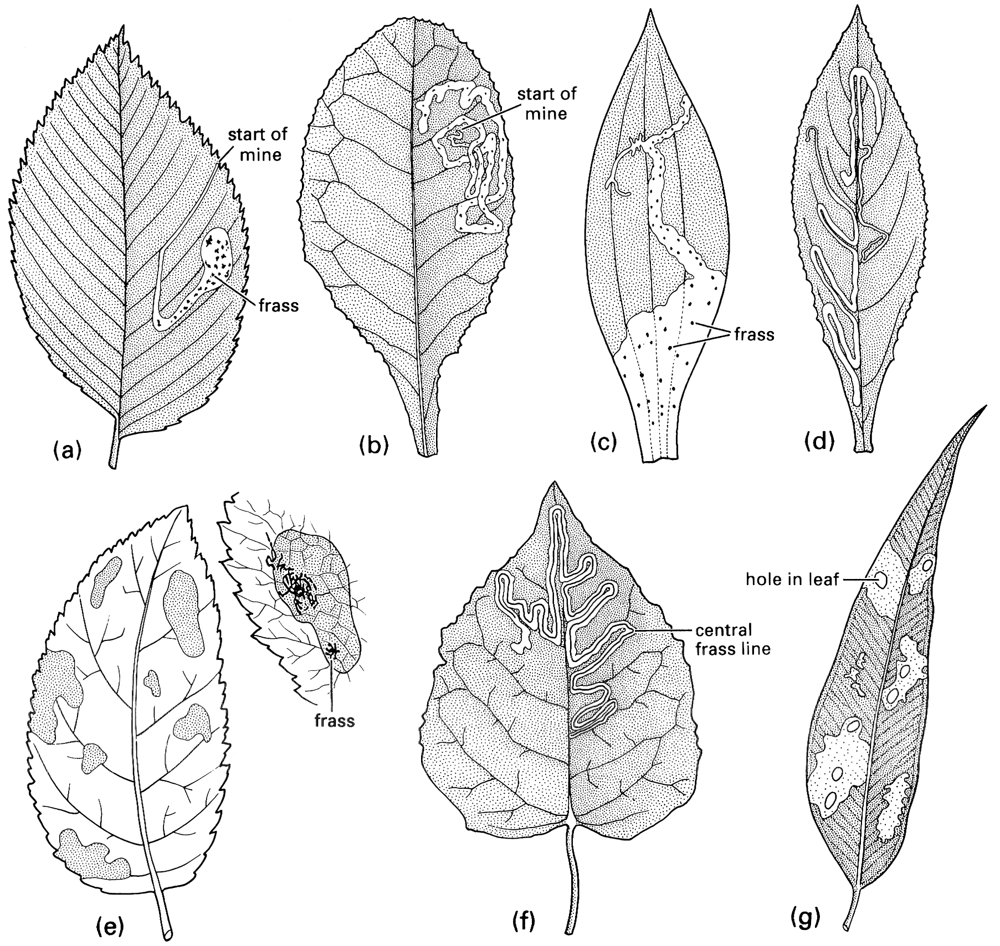 start of
mine
frass
(a)
start of
mine
(b)
frass
(c)
(d)
frass
(e)
central
frass line
(f)
hole in leaf
(g)